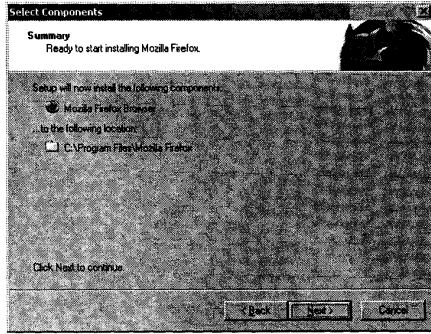 Select Components
Summary
Ready to start installing Mozilla Firefox.
Setup will now install the following components:
Mozilla Firefox Browser
...to the following location:
C:\Program Files\Mozilla Firefox
Click Next to continue.
< Back
Next >
Cancel